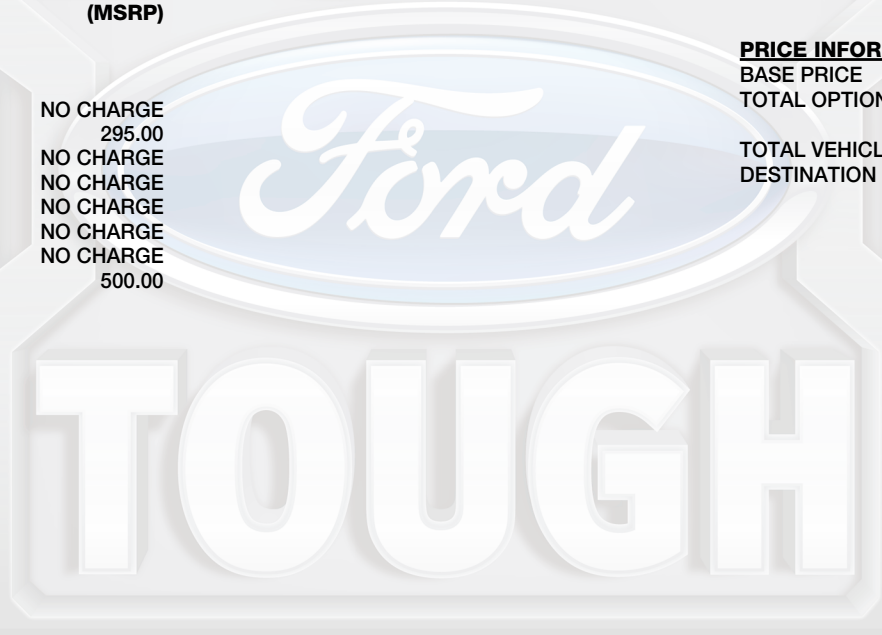 (MSRP)
NO CHARGE
295.00
NO CHARGE
NO CHARGE
NO CHARGE
NO CHARGE
NO CHARGE
500.00
PRICE INFOR
BASE PRICE
TOTAL OPTION
TOTAL VEHICL
DESTINATION
Ford
TOUGH